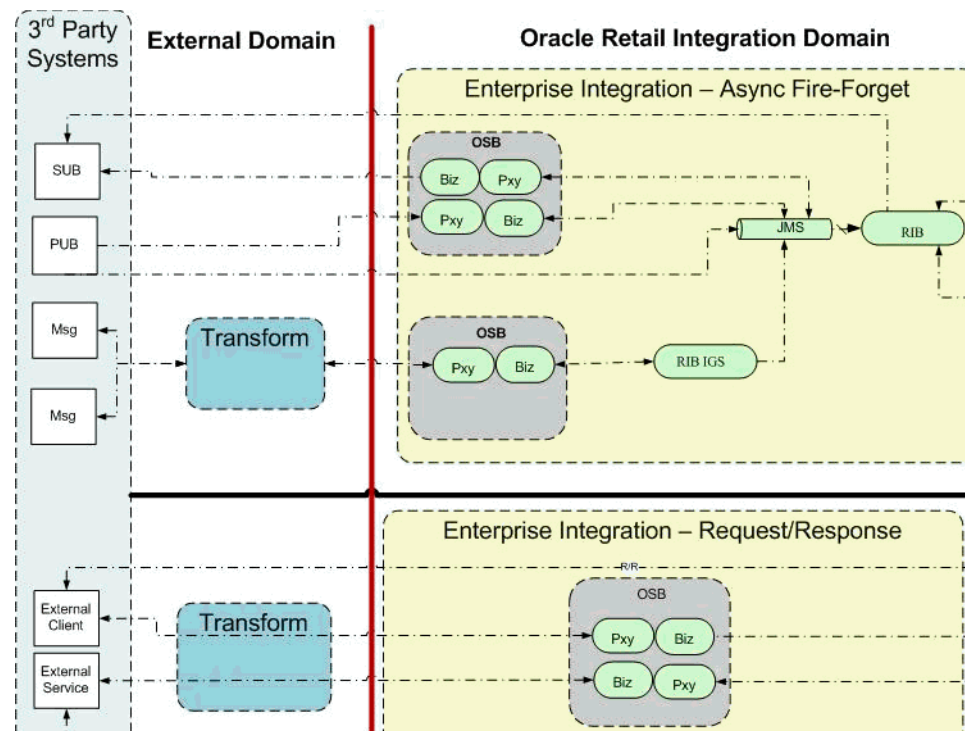 3rd Party
Systems
External Domain
Oracle Retail Integration Domain
Enterprise Integration – Async Fire-Forget
OSB
SUB
Biz
Pxy
Pxy
Biz
PUB
JMS
RIB
Msg
Transform
OSB
Pxy
Biz
RIB IGS
Msg
Enterprise Integration – Request/Response
R/R
OSB
External
Client
Transform
Pxy
Biz
External
Service
Biz
Pxy